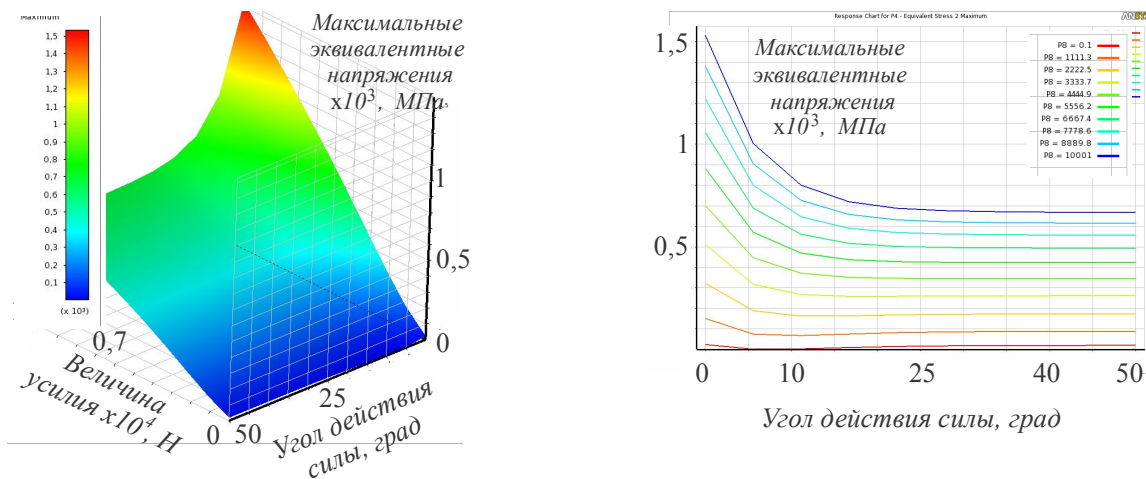 Maximum
1,5
1,3
1,2
1,1
0,9
0,8
0,7
0,6
0,5
0,4
0,3
0,2
0,1
(x 10³)
Максимальные
эквивалентные
напряжения
x10³, МПа
1
0,5
0
0,7
Величина
усилия x10⁴, Н
0
50
25
Угол действия
силы, град
Response Chart for P4 - Equivalent Stress 2 Maximum
1,5
1
0,5
Максимальные
эквивалентные
напряжения
x10³, МПа
P8 = 0.1
P8 = 1111.3
P8 = 2222.5
P8 = 3333.7
P8 = 4444.9
P8 = 5556.2
P8 = 6667.4
P8 = 7778.6
P8 = 8889.8
P8 = 10001
0 10 25 40 50
Угол действия силы, град